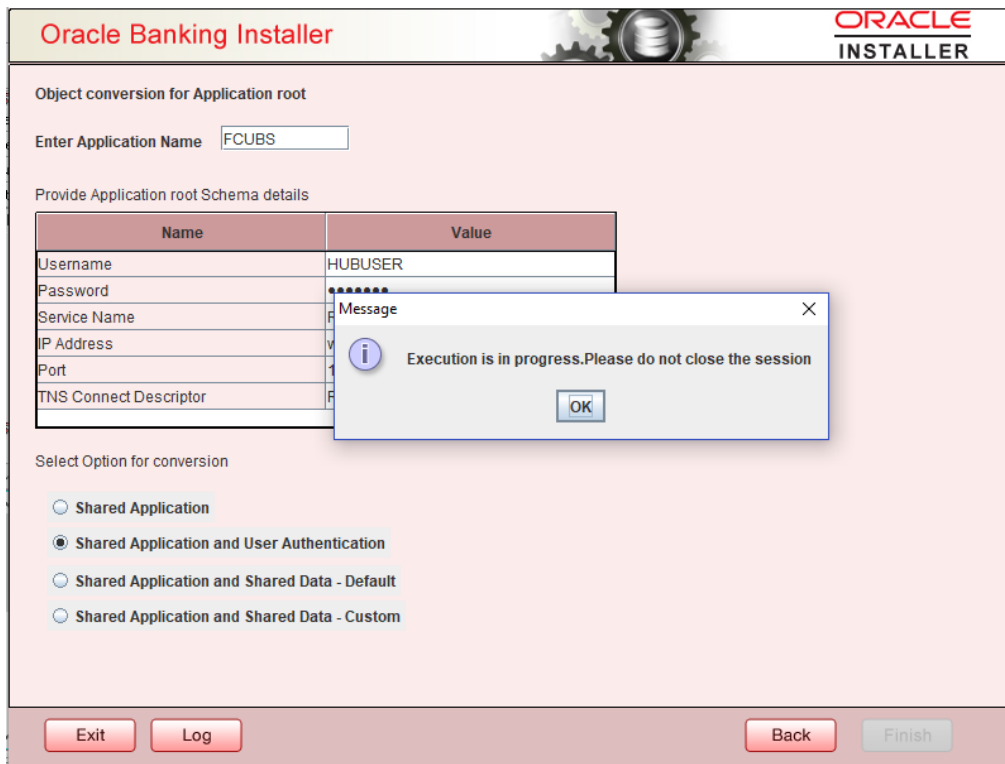 Oracle Banking Installer
ORACLE
INSTALLER
Object conversion for Application root
Enter Application Name FCUBS
Provide Application root Schema details
Name Value
Username HUBUSER
Password ●●●●●●●
Service Name
IP Address
Port
TNS Connect Descriptor
Message
Execution is in progress.Please do not close the session
OK
Select Option for conversion
Shared Application
Shared Application and User Authentication
Shared Application and Shared Data - Default
Shared Application and Shared Data - Custom
Exit Log Back Finish